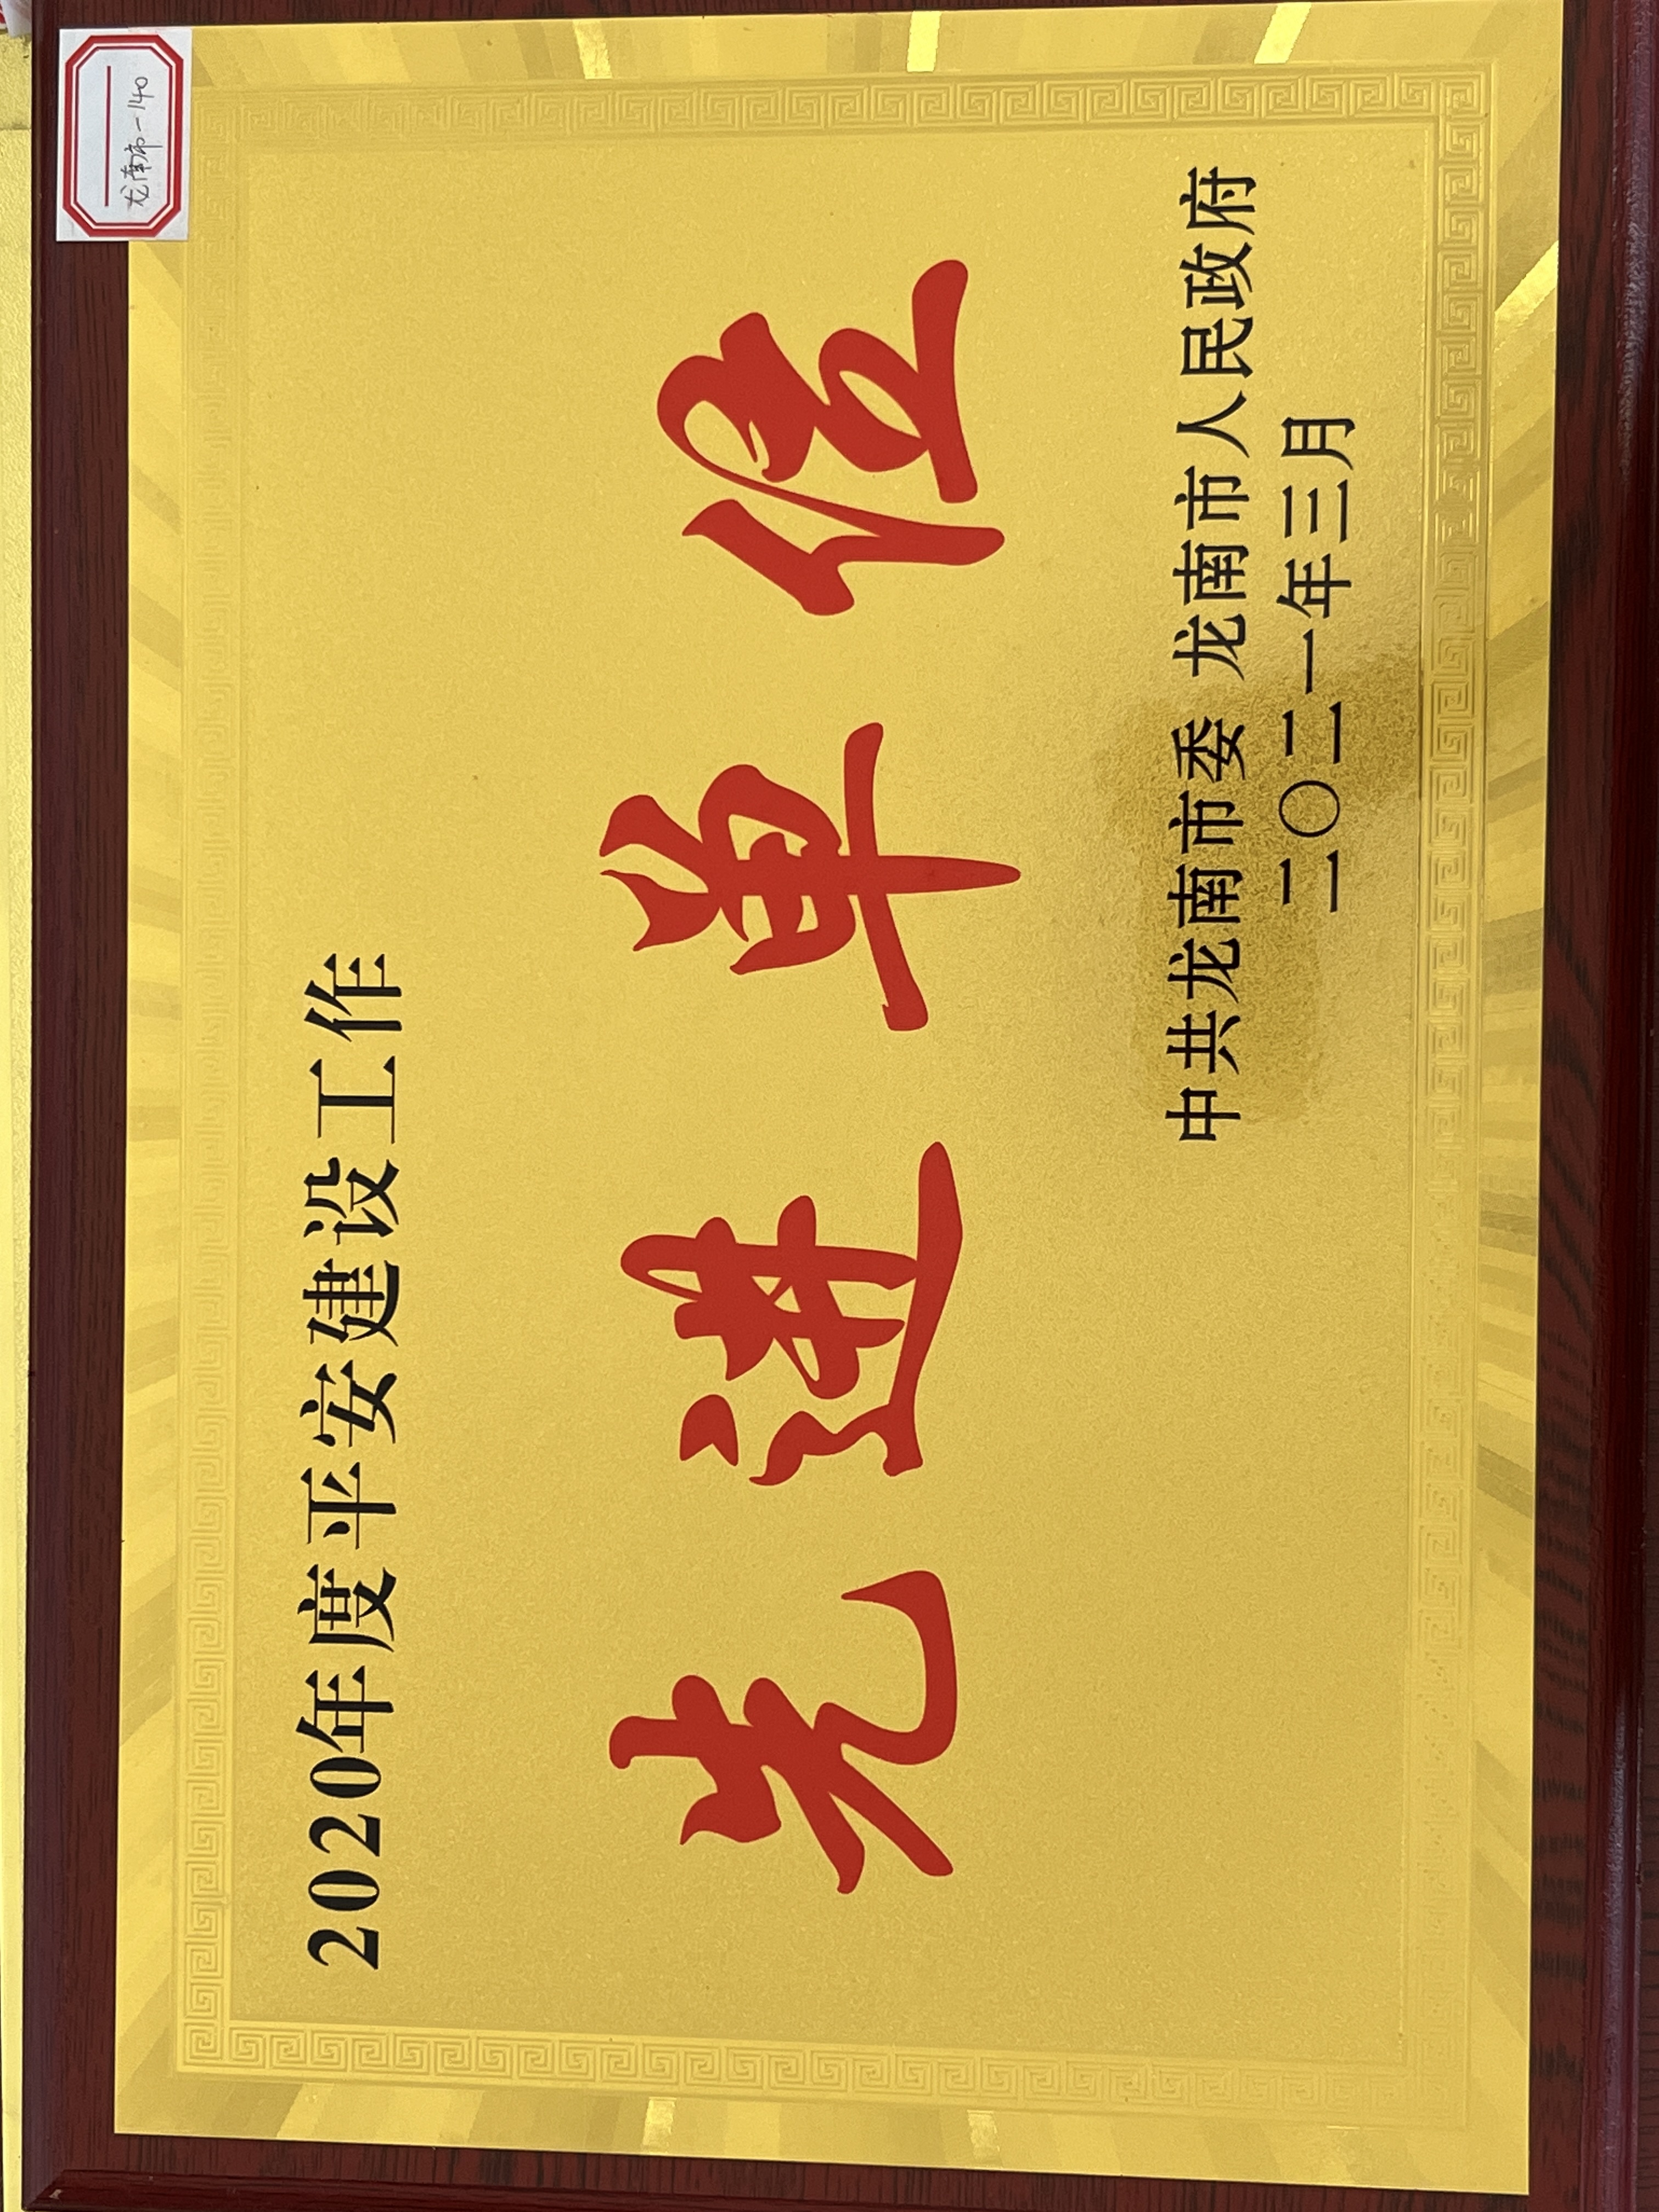 龙南市-140
2020年度平安建设工作
先进单位
中共龙南市委 龙南市人民政府
二〇二一年三月